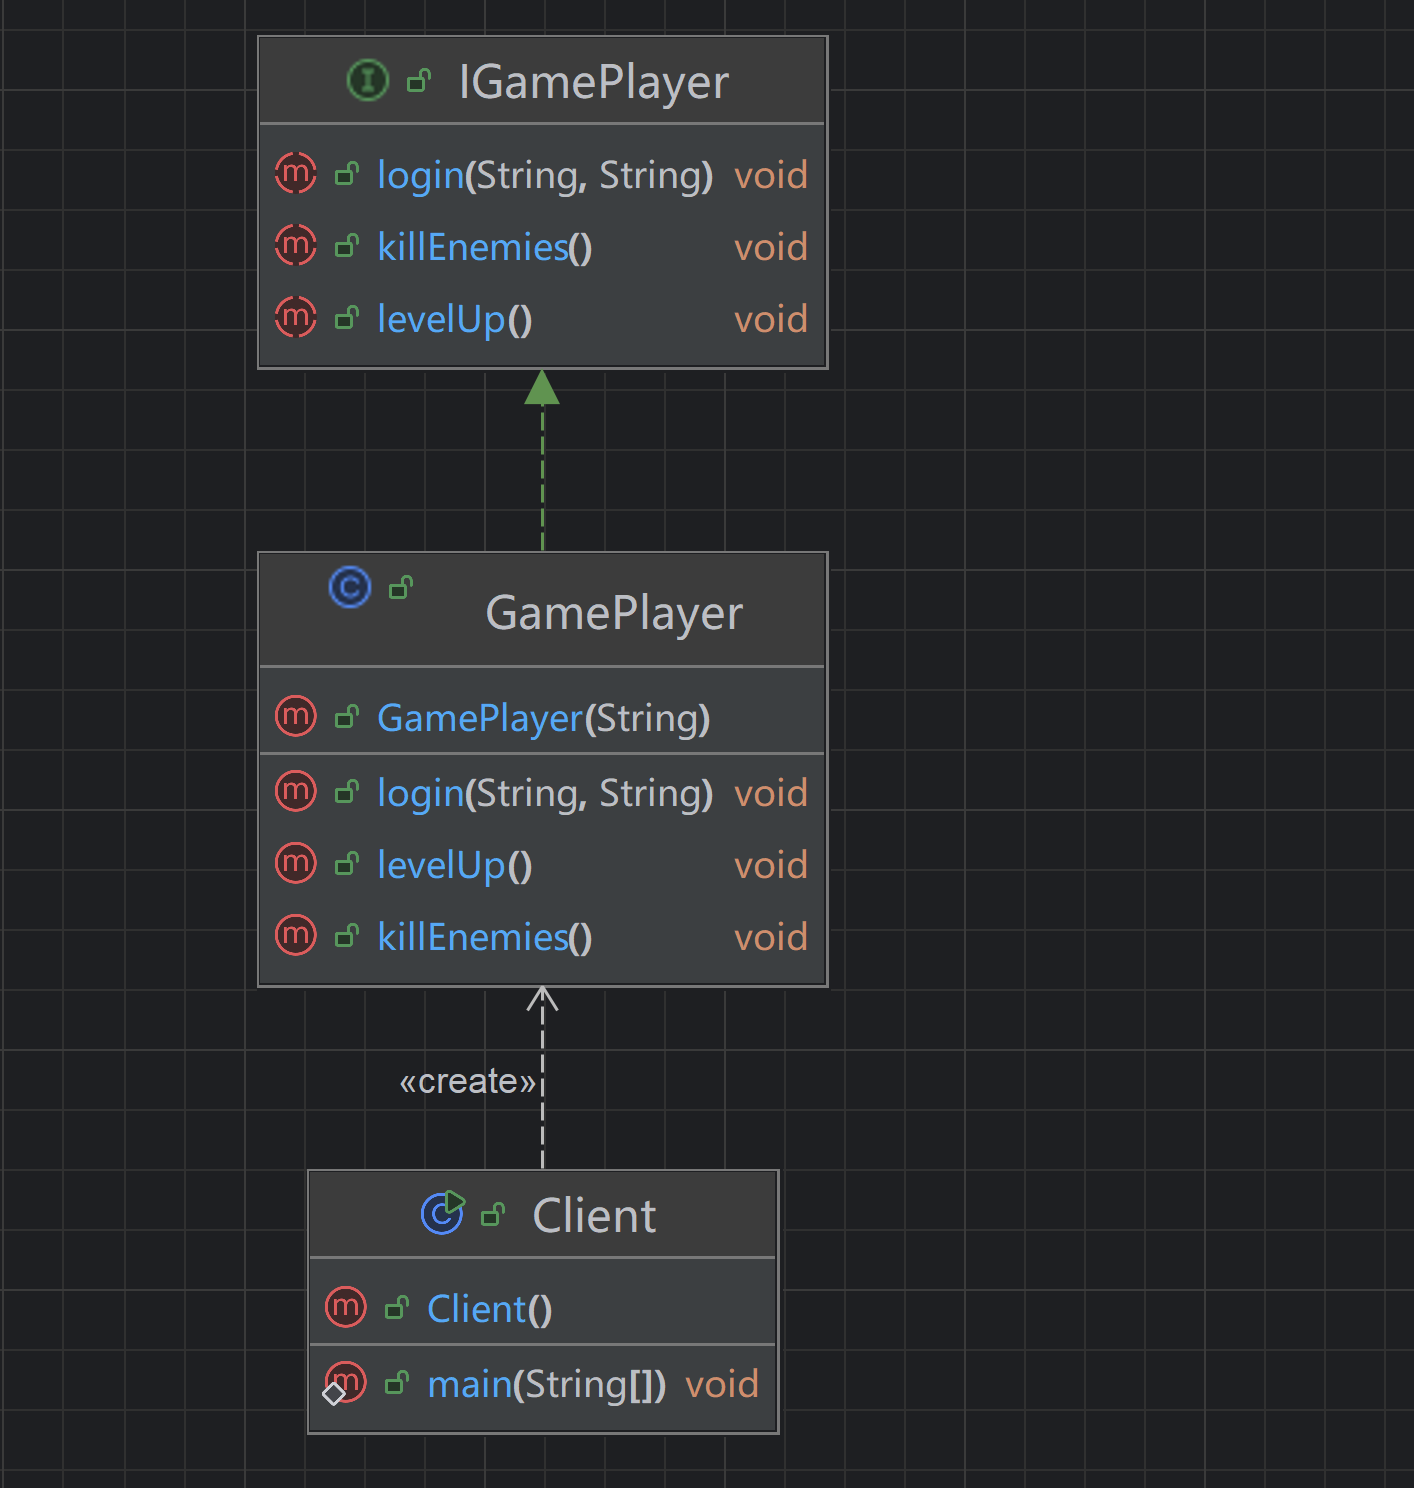 IGamePlayer
login(String, String) void
killEnemies() void
levelUp() void
GamePlayer
GamePlayer(String)
login(String, String) void
levelUp() void
killEnemies() void
«create»
Client
Client()
main(String[]) void